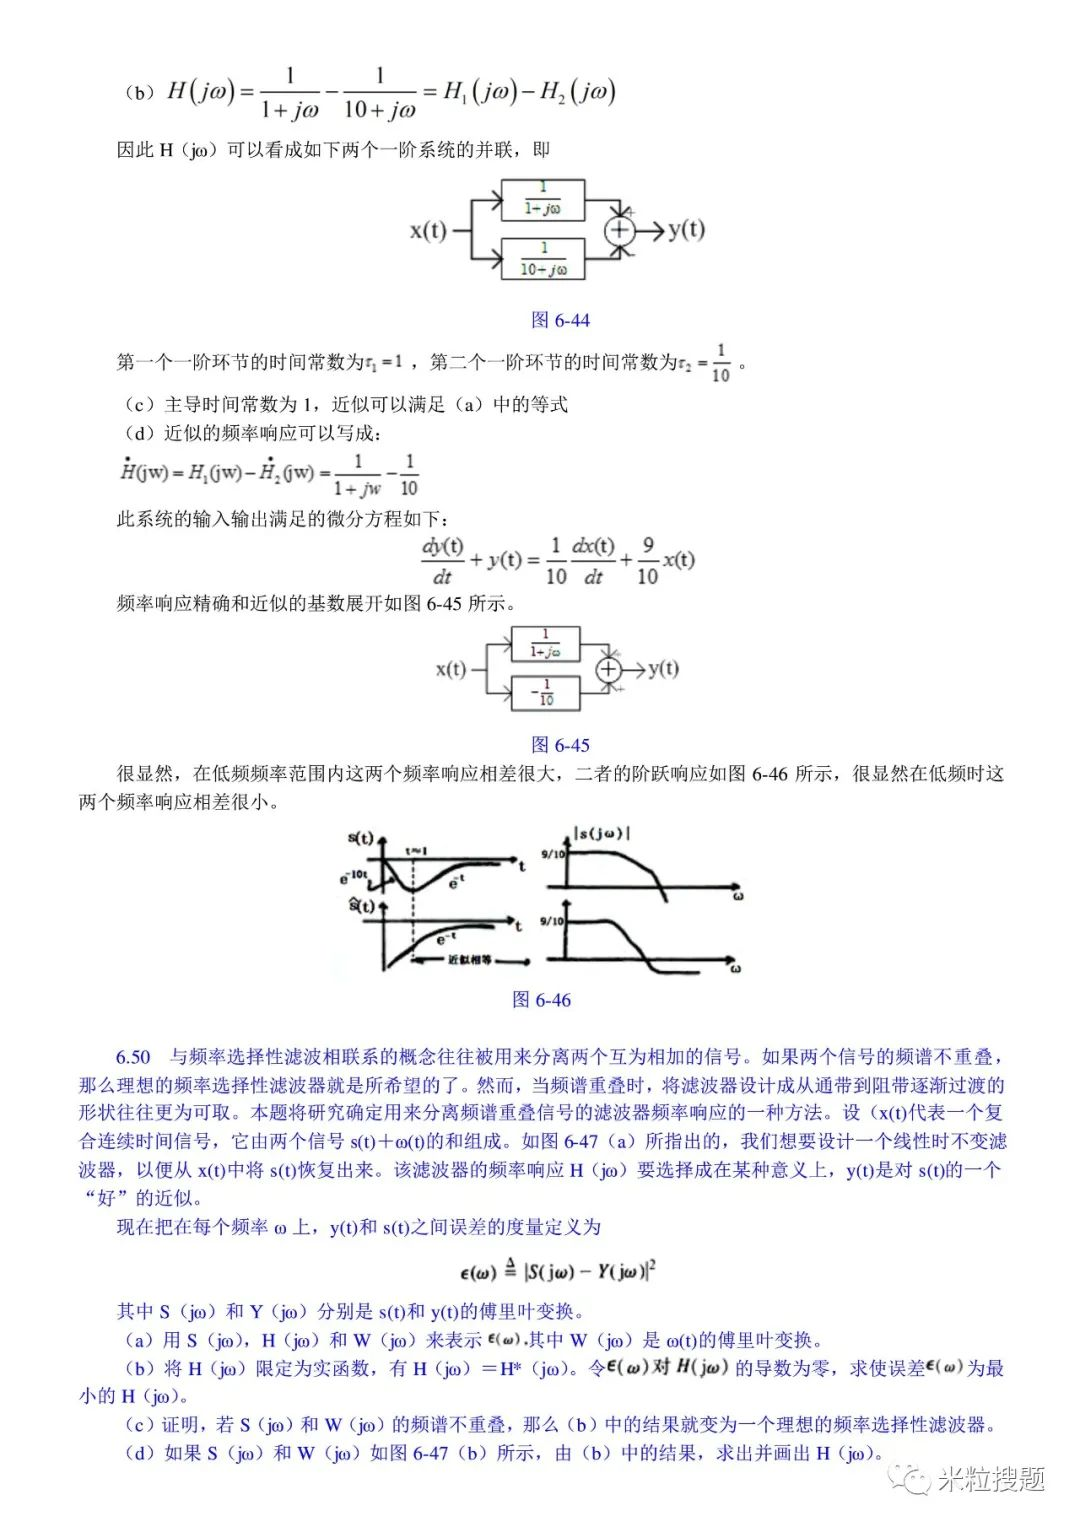 (b) H(jω)=1/(1+jω)−1/(10+jω)=H₁(jω)−H₂(jω)
因此 H（jω）可以看成如下两个一阶系统的并联，即
1/(1+jω)
x(t) + + − y(t)
1/(10+jω)
图 6-44
第一个一阶环节的时间常数为τ₁=1，第二个一阶环节的时间常数为τ₂=1/10。
（c）主导时间常数为 1，近似可以满足（a）中的等式
（d）近似的频率响应可以写成：
Ḣ(jw)=H₁(jw)−Ḣ₂(jw)=1/(1+jw)−1/10
此系统的输入输出满足的微分方程如下：
dy(t)/dt+y(t)=1/10 dx(t)/dt+9/10 x(t)
频率响应精确和近似的基数展开如图 6-45 所示。
1/(1+jω)
x(t) + + + y(t)
−1/10
图 6-45
很显然，在低频频率范围内这两个频率响应相差很大，二者的阶跃响应如图 6-46 所示，很显然在低频时这
两个频率响应相差很小。
s(t) t≈1 t e^-10t e^-t
|s(jω)| 9/10 ω
ŝ(t) t e^-t 近似相等
9/10 ω
图 6-46
6.50 与频率选择性滤波相联系的概念往往被用来分离两个互为相加的信号。如果两个信号的频谱不重叠，
那么理想的频率选择性滤波器就是所希望的了。然而，当频谱重叠时，将滤波器设计成从通带到阻带逐渐过渡的
形状往往更为可取。本题将研究确定用来分离频谱重叠信号的滤波器频率响应的一种方法。设（x(t)代表一个复
合连续时间信号，它由两个信号 s(t)＋ω(t)的和组成。如图 6-47（a）所指出的，我们想要设计一个线性时不变滤
波器，以便从 x(t)中将 s(t)恢复出来。该滤波器的频率响应 H（jω）要选择成在某种意义上，y(t)是对 s(t)的一个
“好”的近似。
现在把在每个频率 ω 上，y(t)和 s(t)之间误差的度量定义为
ϵ(ω) ≜ |S(jω) − Y(jω)|²
其中 S（jω）和 Y（jω）分别是 s(t)和 y(t)的傅里叶变换。
（a）用 S（jω），H（jω）和 W（jω）来表示 ϵ(ω),其中 W（jω）是 ω(t)的傅里叶变换。
（b）将 H（jω）限定为实函数，有 H（jω）＝H*（jω）。令ϵ(ω)对 H(jω) 的导数为零，求使误差ϵ(ω)为最
小的 H（jω）。
（c）证明，若 S（jω）和 W（jω）的频谱不重叠，那么（b）中的结果就变为一个理想的频率选择性滤波器。
（d）如果 S（jω）和 W（jω）如图 6-47（b）所示，由（b）中的结果，求出并画出 H（jω）。
米粒搜题